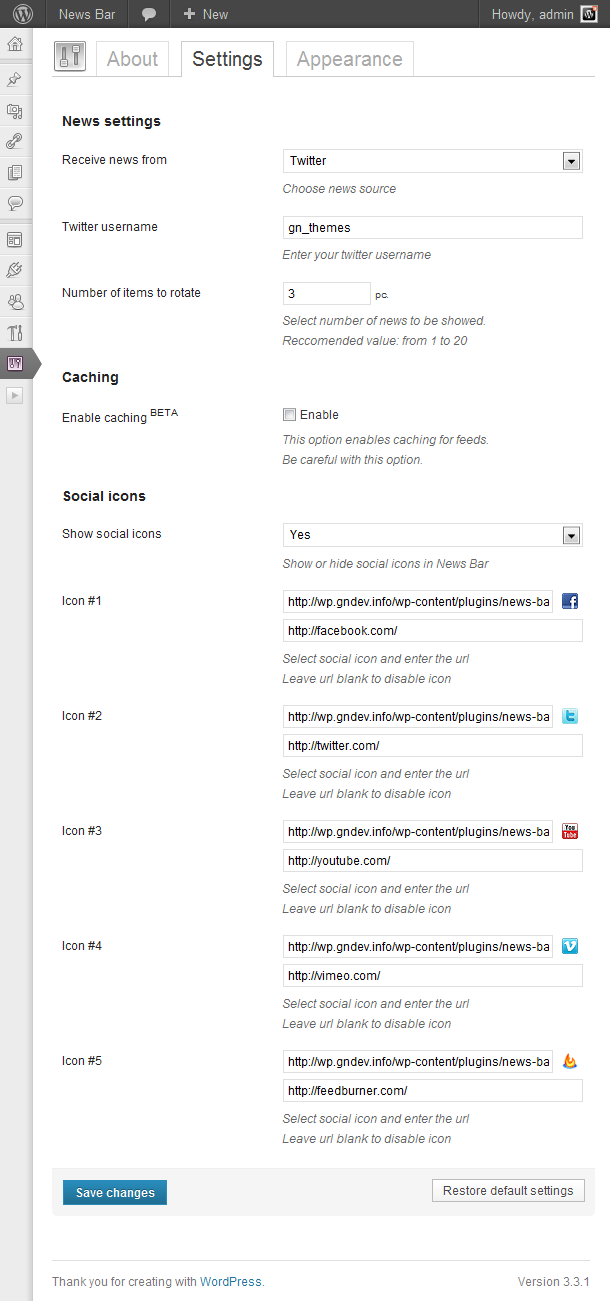 News Bar + New Howdy, admin
About Settings Appearance
News settings
Receive news from Twitter
Choose news source
Twitter username gn_themes
Enter your twitter username
Number of items to rotate 3 pc.
Select number of news to be showed.
Reccomended value: from 1 to 20
Caching
Enable caching BETA Enable
This option enables caching for feeds.
Be careful with this option.
Social icons
Show social icons Yes
Show or hide social icons in News Bar
Icon #1 http://wp.gndev.info/wp-content/plugins/news-ba
http://facebook.com/
Select social icon and enter the url
Leave url blank to disable icon
Icon #2 http://wp.gndev.info/wp-content/plugins/news-ba
http://twitter.com/
Select social icon and enter the url
Leave url blank to disable icon
Icon #3 http://wp.gndev.info/wp-content/plugins/news-ba You Tube
http://youtube.com/
Select social icon and enter the url
Leave url blank to disable icon
Icon #4 http://wp.gndev.info/wp-content/plugins/news-ba
http://vimeo.com/
Select social icon and enter the url
Leave url blank to disable icon
Icon #5 http://wp.gndev.info/wp-content/plugins/news-ba
http://feedburner.com/
Select social icon and enter the url
Leave url blank to disable icon
Save changes Restore default settings
Thank you for creating with WordPress. Version 3.3.1